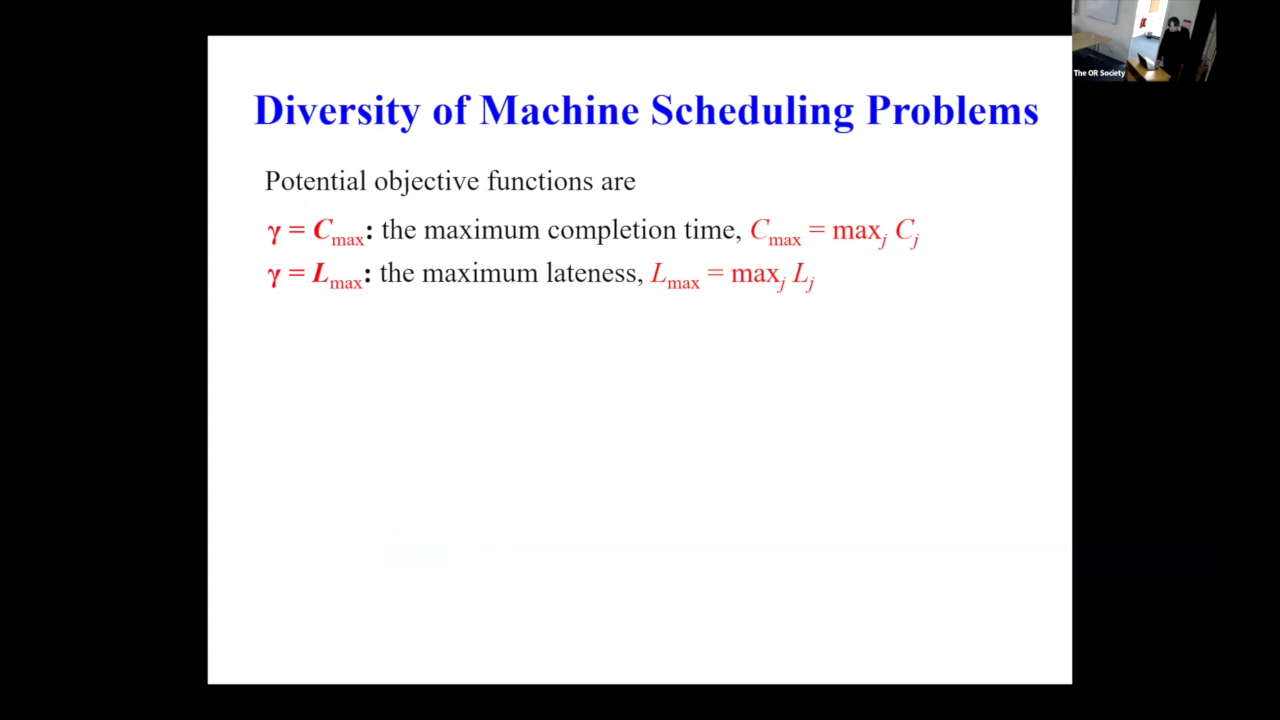 The OR Society
Diversity of Machine Scheduling Problems
Potential objective functions are
γ = Cmax: the maximum completion time, Cmax = maxj Cj
γ = Lmax: the maximum lateness, Lmax = maxj Lj